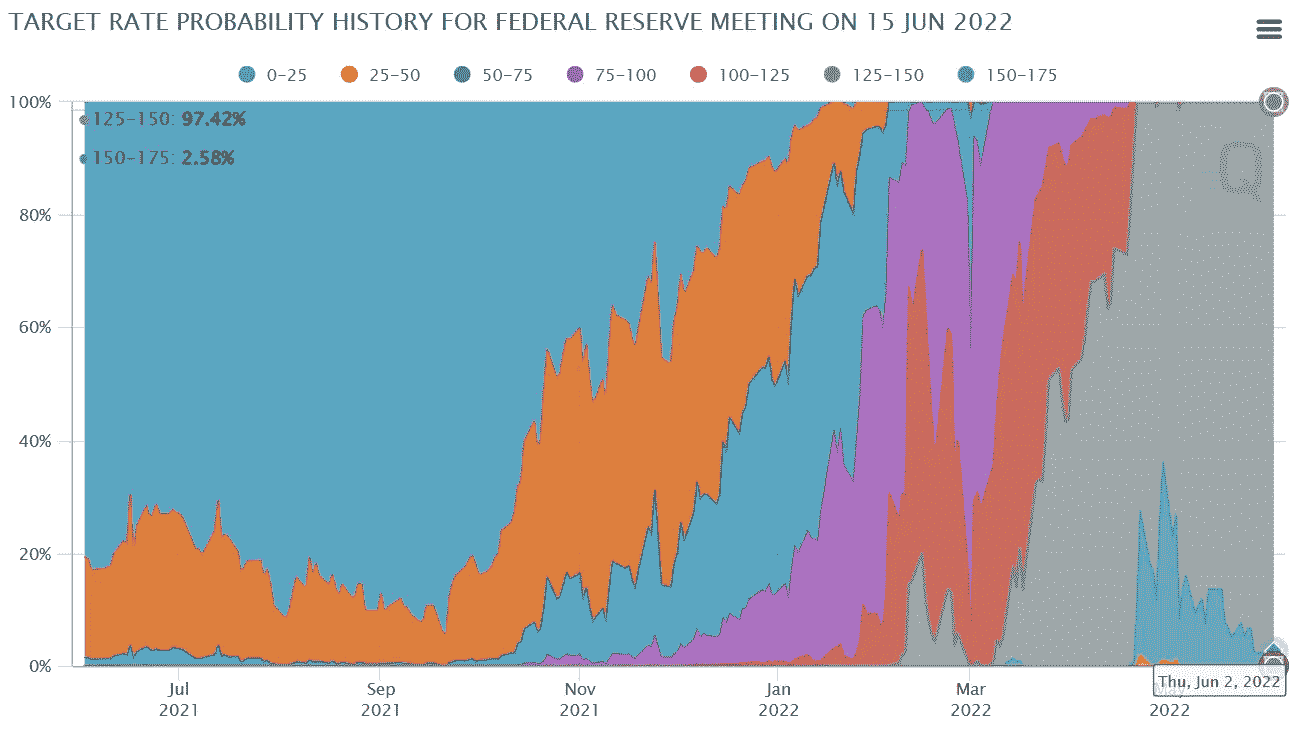 TARGET RATE PROBABILITY HISTORY FOR FEDERAL RESERVE MEETING ON 15 JUN 2022
0-25 25-50 50-75 75-100 100-125 125-150 150-175
100%
125-150: 97.42%
150-175: 2.58%
Q
80%
60%
40%
20%
0%
Thu, Jun 2, 2022
Jul Sep Nov Jan Mar May
2021 2021 2021 2022 2022 2022